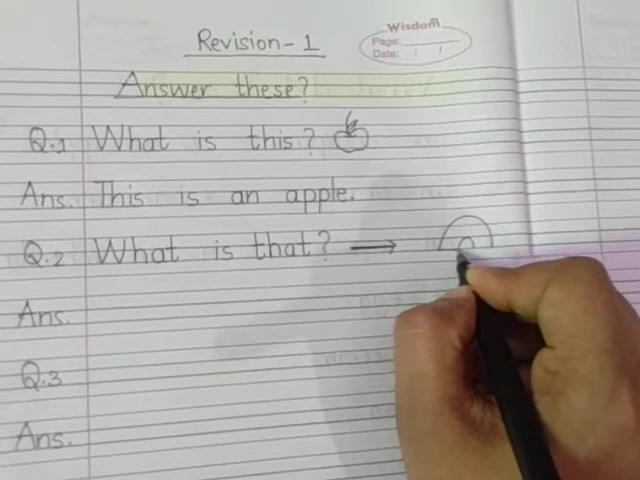 Revision-1
Wisdom
Page:
Date: / /
Answer these?
Q.1 What is this?
Ans. This is an apple.
Q.2 What is that?
Ans.
Q.3
Ans.